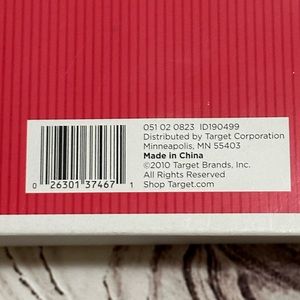 051 02 0823 ID190499
Distributed by Target Corporation
Minneapolis, MN 55403
Made in China
©2010 Target Brands, Inc.
All Rights Reserved
Shop Target.com
0 26301 37467 1